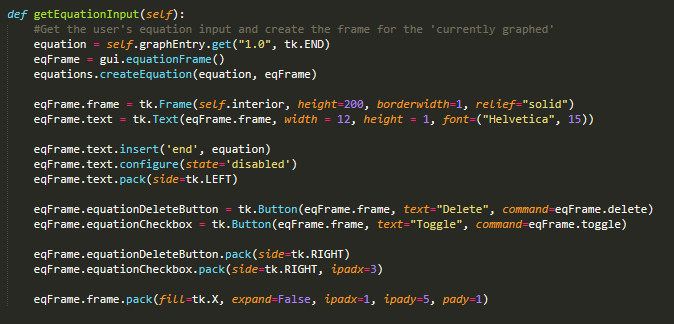 def getEquationInput(self):
    #Get the user's equation input and create the frame for the 'currently graphed'
    equation = self.graphEntry.get("1.0", tk.END)
    eqFrame = gui.equationFrame()
    equations.createEquation(equation, eqFrame)

    eqFrame.frame = tk.Frame(self.interior, height=200, borderwidth=1, relief="solid")
    eqFrame.text = tk.Text(eqFrame.frame, width = 12, height = 1, font=("Helvetica", 15))

    eqFrame.text.insert('end', equation)
    eqFrame.text.configure(state='disabled')
    eqFrame.text.pack(side=tk.LEFT)

    eqFrame.equationDeleteButton = tk.Button(eqFrame.frame, text="Delete", command=eqFrame.delete)
    eqFrame.equationCheckbox = tk.Button(eqFrame.frame, text="Toggle", command=eqFrame.toggle)

    eqFrame.equationDeleteButton.pack(side=tk.RIGHT)
    eqFrame.equationCheckbox.pack(side=tk.RIGHT, ipadx=3)

    eqFrame.frame.pack(fill=tk.X, expand=False, ipadx=1, ipady=5, pady=1)